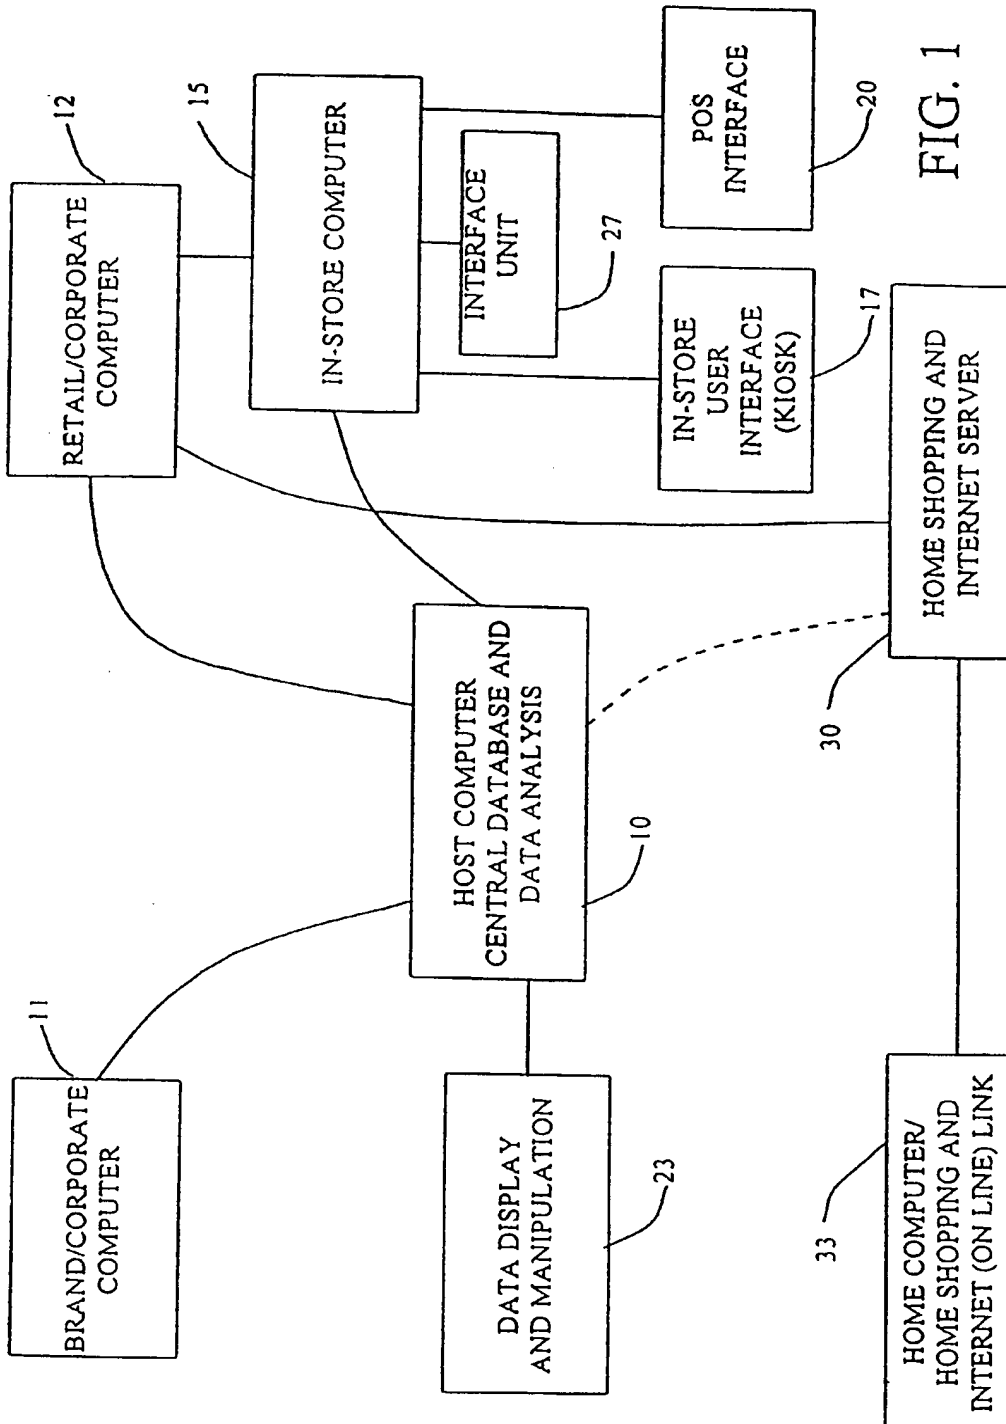 BRAND/CORPORATE
COMPUTER
11
RETAIL/CORPORATE
COMPUTER
12
IN-STORE COMPUTER
15
HOST COMPUTER
CENTRAL DATABASE AND
DATA ANALYSIS
10
DATA DISPLAY
AND MANIPULATION
23
INTERFACE
UNIT
27
IN-STORE
USER
INTERFACE
(KIOSK)
17
POS
INTERFACE
20
HOME COMPUTER/
HOME SHOPPING AND
INTERNET (ON LINE) LINK
33
HOME SHOPPING AND
INTERNET SERVER
30
FIG. 1